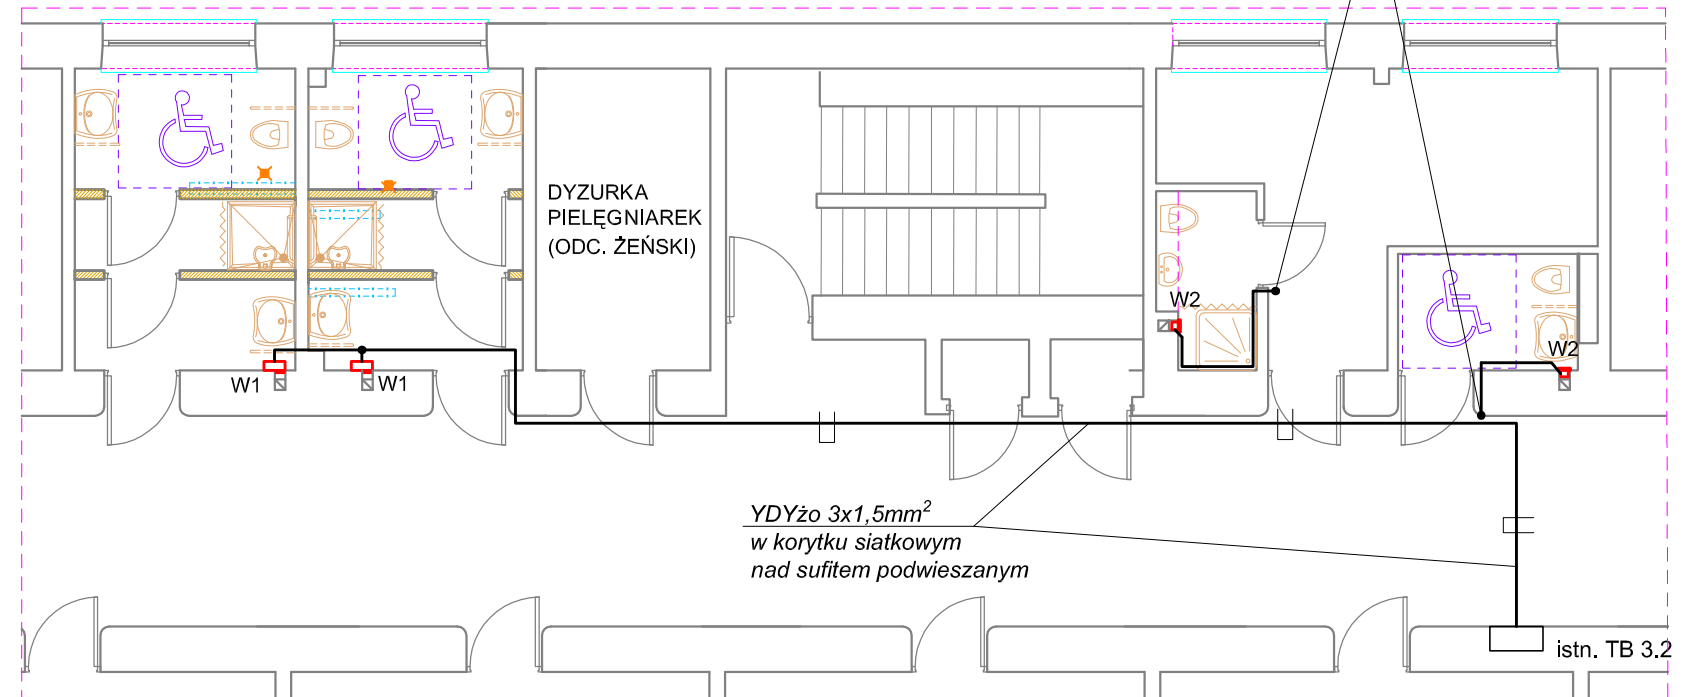 DYZURKA
PIELĘGNIAREK
(ODC. ŻEŃSKI)
W2
W2
W1
W1
YDYżo 3x1,5mm²
w korytku siatkowym
nad sufitem podwieszanym
istn. TB 3.2